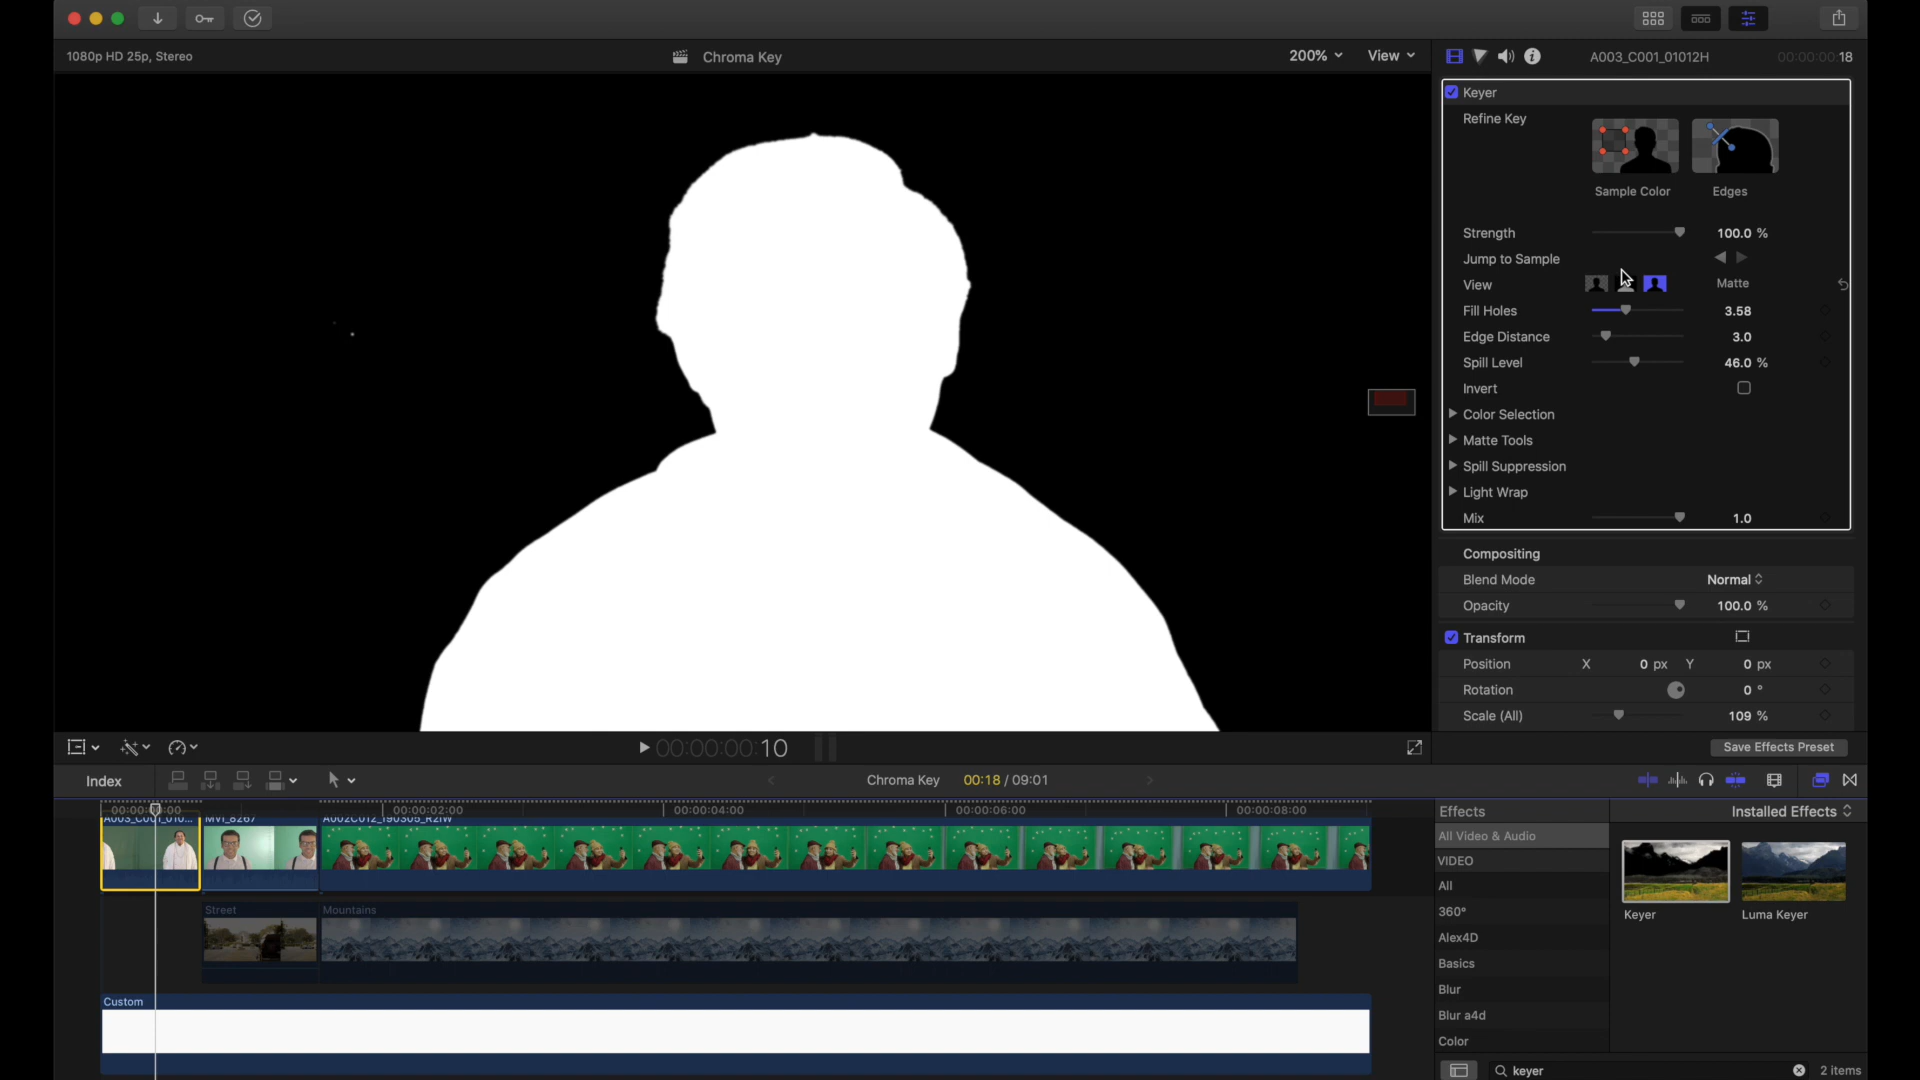 1080p HD 25p, Stereo
Chroma Key
200%
View
A003_C001_01012H
00:00:00:18
Keyer
Refine Key
Sample Color
Edges
Strength
100.0 %
Jump to Sample
View
Matte
Fill Holes
3.58
Edge Distance
3.0
Spill Level
46.0 %
Invert
Color Selection
Matte Tools
Spill Suppression
Light Wrap
Mix
1.0
Compositing
Blend Mode
Normal
Opacity
100.0 %
Transform
Position
X
0 px
Y
0 px
Rotation
0 °
Scale (All)
109 %
00:00:00:10
Save Effects Preset
Index
Chroma Key
00:18 / 09:01
00:00:02:00
00:00:04:00
00:00:06:00
00:00:08:00
A003_C001_010...
MVI_8267
A002C012_190305_R2IW
Street
Mountains
Custom
Effects
Installed Effects
All Video & Audio
VIDEO
All
360°
Alex4D
Basics
Blur
Blur a4d
Color
Keyer
Luma Keyer
keyer
2 items